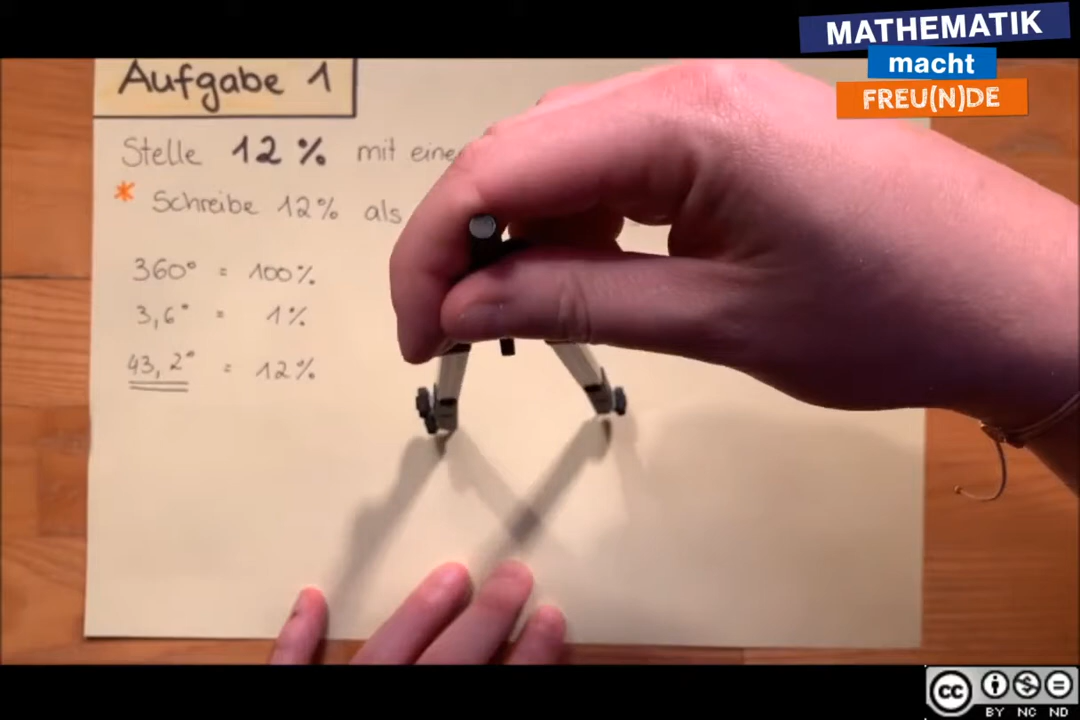 MATHEMATIK
macht
FREU(N)DE
Aufgabe 1
Stelle 12% mit
* Schreibe 12% als
360° = 100%
3,6° = 1%
43,2° = 12%
cc
BY NC ND